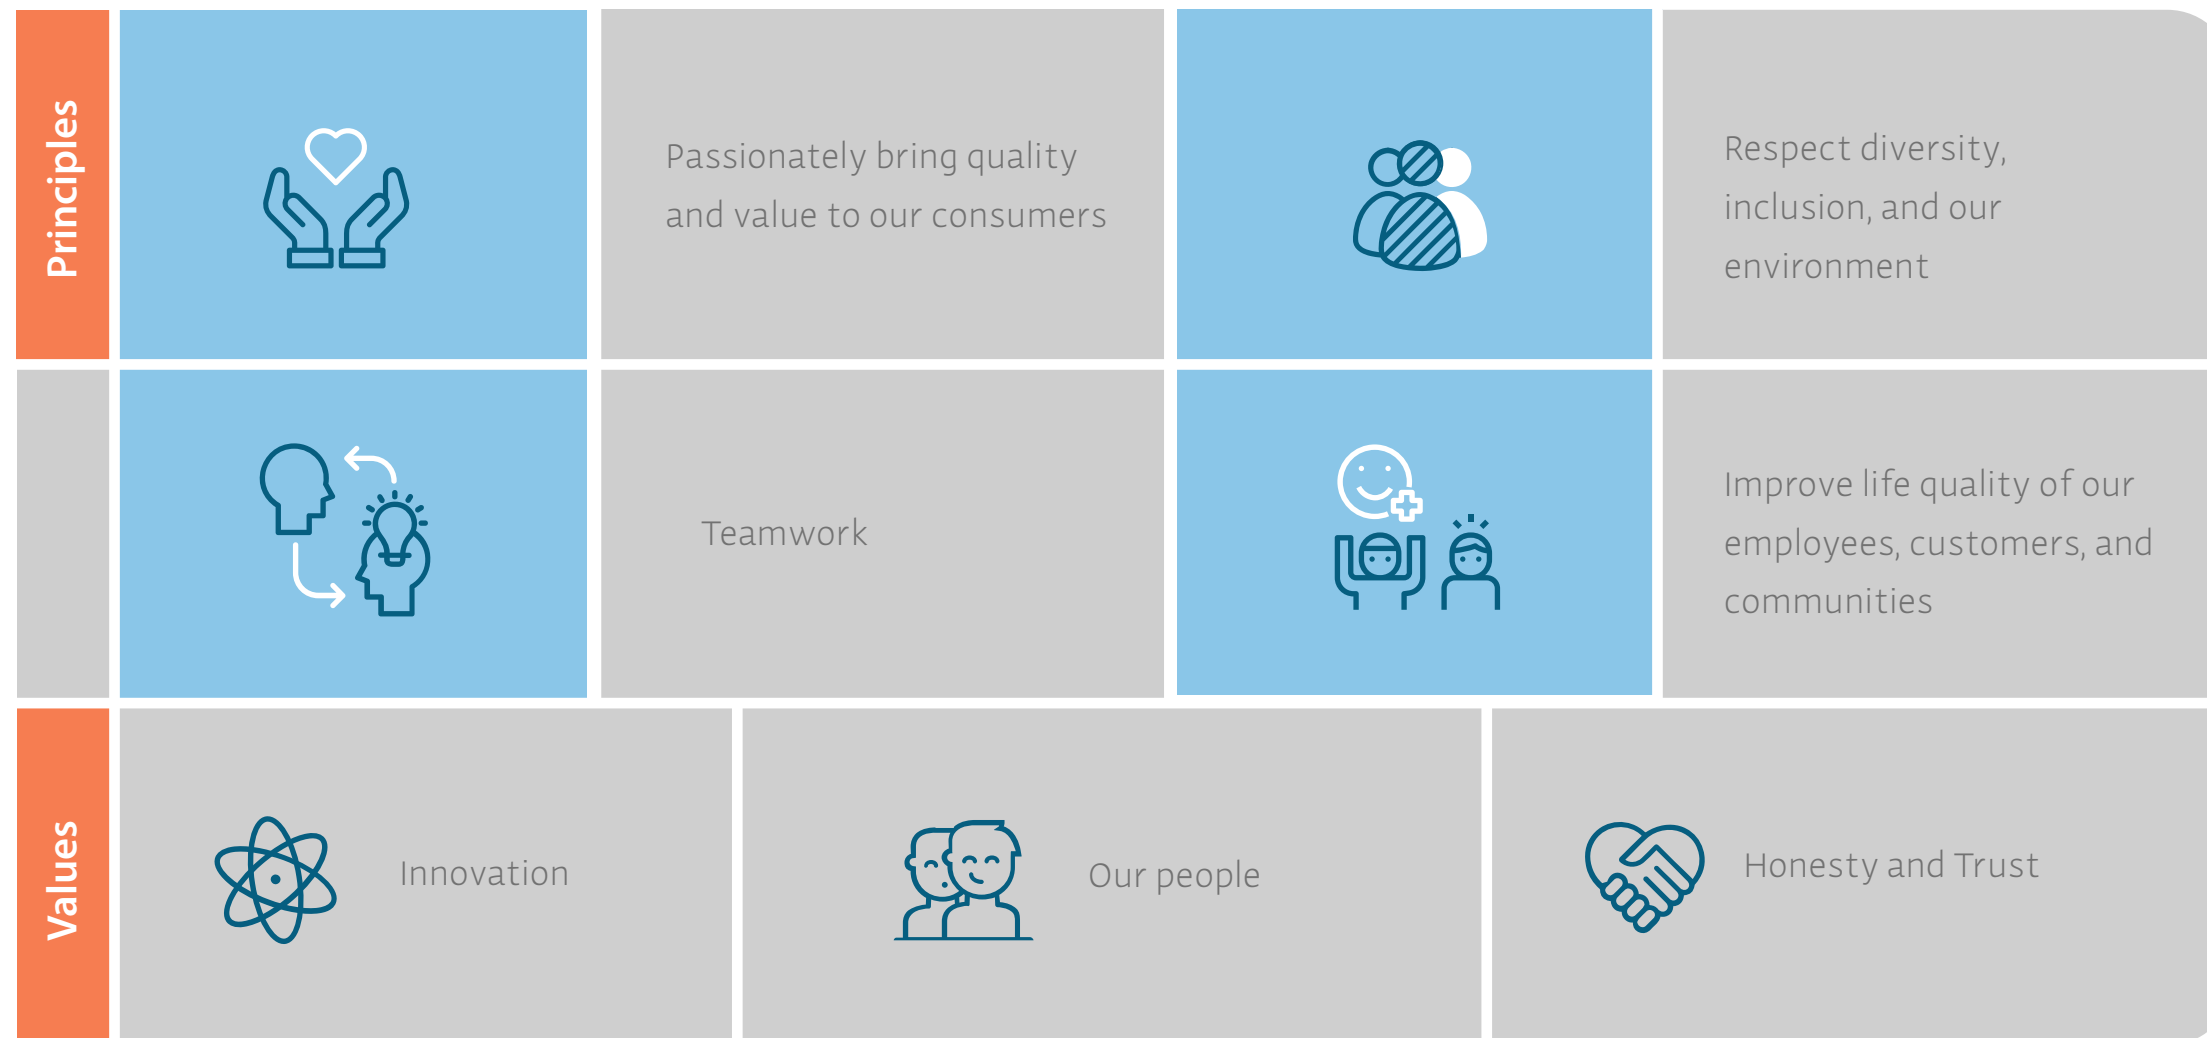 Principles
Passionately bring quality
and value to our consumers
Respect diversity,
inclusion, and our
environment
Teamwork
Improve life quality of our
employees, customers, and
communities
Values
Innovation
Our people
Honesty and Trust